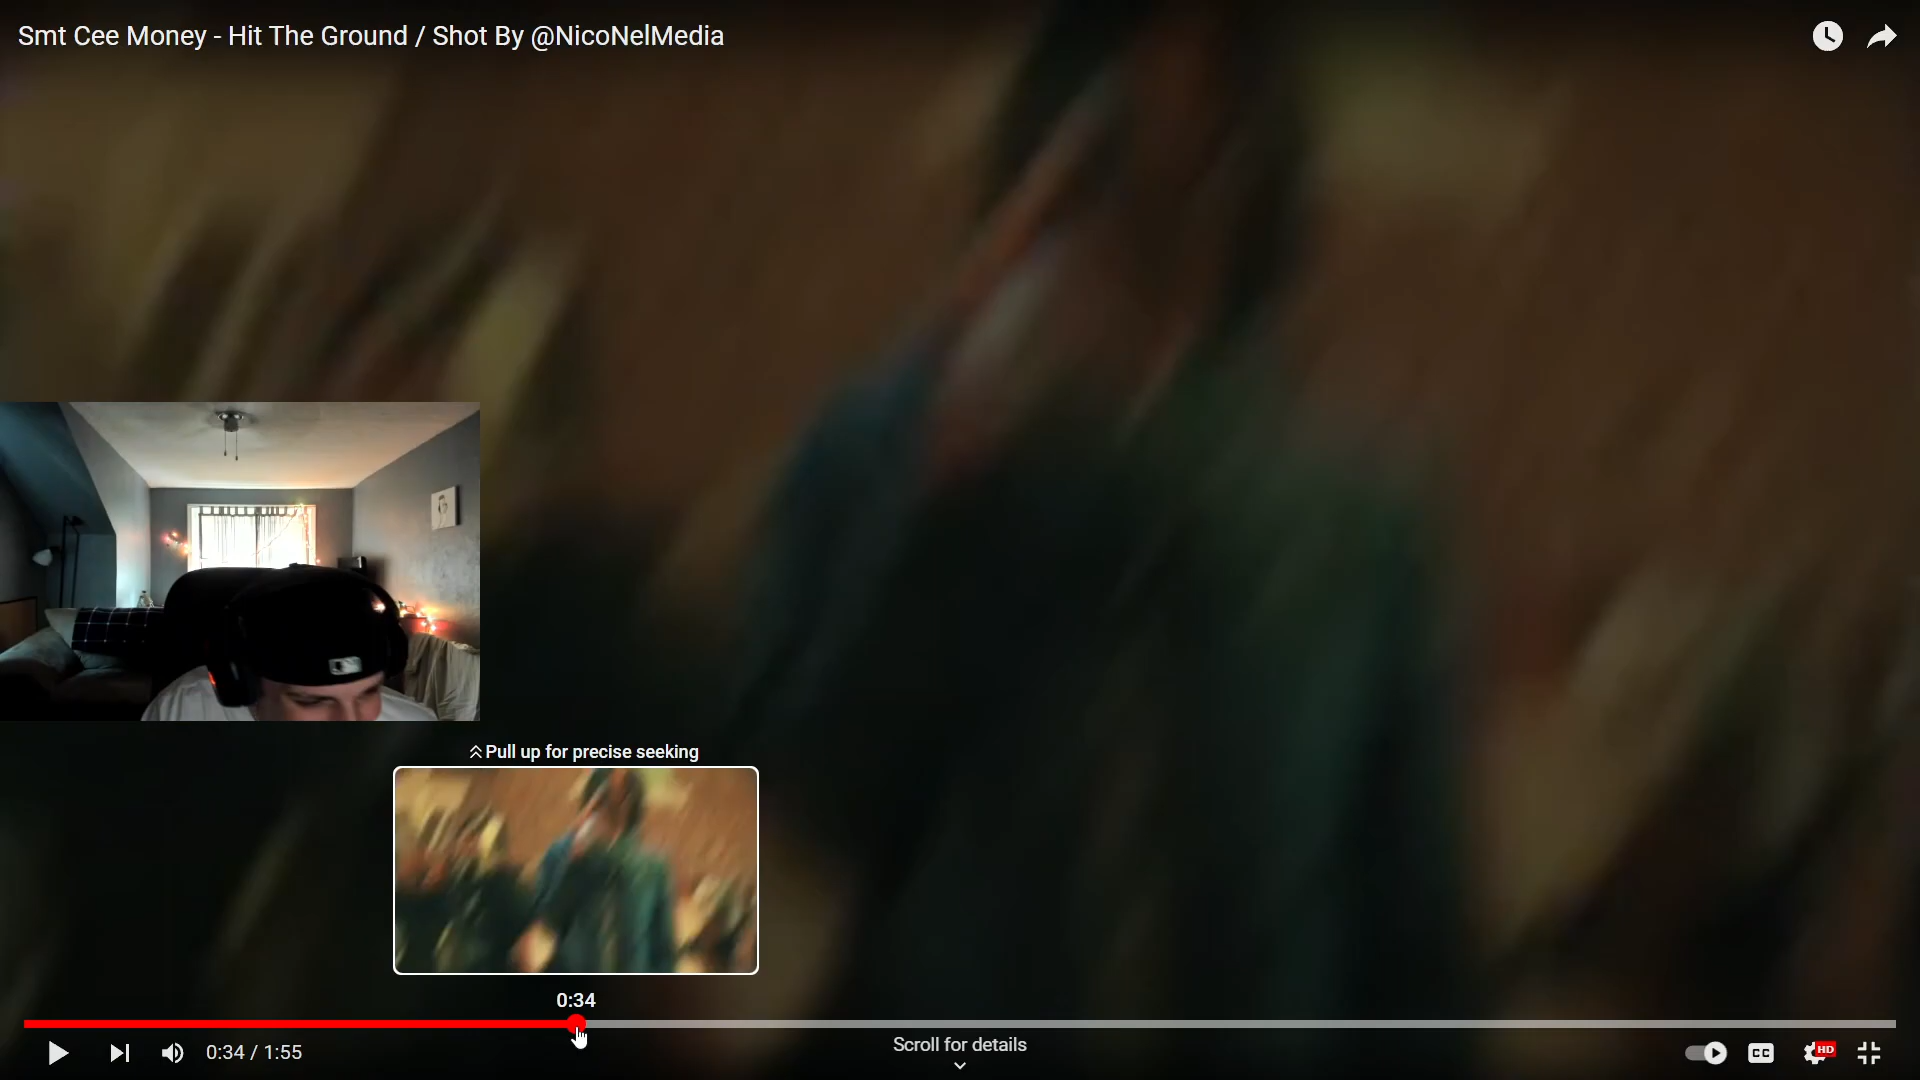 Smt Cee Money - Hit The Ground / Shot By @NicoNelMedia
Pull up for precise seeking
0:34
0:34 / 1:55
Scroll for details
CC
HD